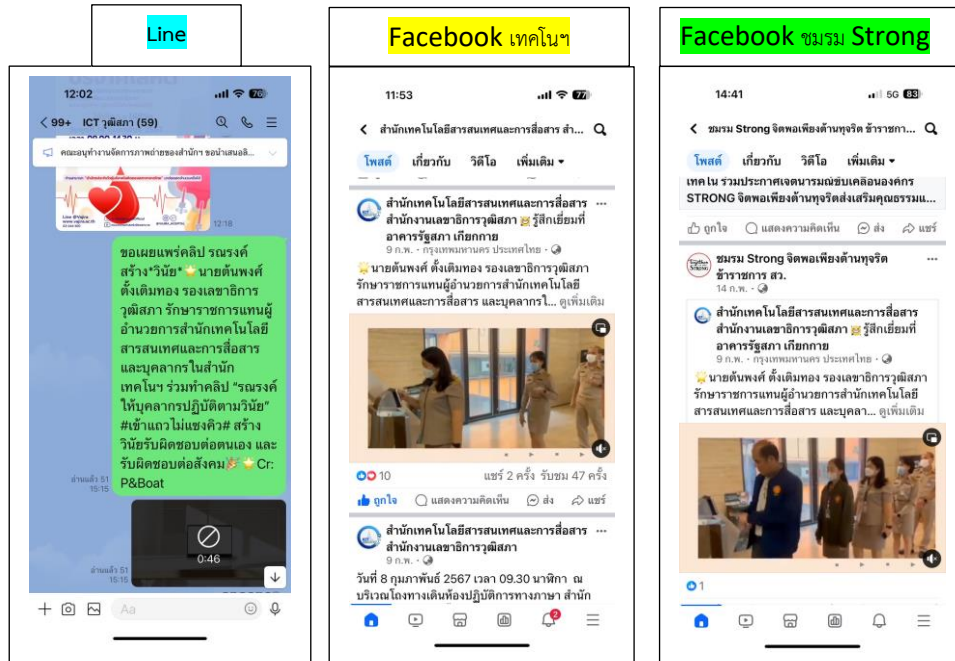 Line
12:02
70
99+ ICT วุฒิสภา (59)
คณะอนุทำงานจัดการภาพถ่ายของสำนักฯ ขอนำเสนอลิ...
12:18
ขอเผยแพร่คลิป รณรงค์
สร้าง*วินัย*🌟นายต้นพงศ์
ตั้งเติมทอง รองเลขาธิการ
วุฒิสภา รักษาราชการแทนผู้
อำนวยการสำนักเทคโนโลยี
สารสนเทศและการสื่อสาร
และบุคลากรในสำนัก
เทคโนฯ ร่วมทำคลิป "รณรงค์
ให้บุคลากรปฏิบัติตามวินัย"
#เข้าแถวไม่แซงคิว# สร้าง
วินัยรับผิดชอบต่อตนเอง และ
รับผิดชอบต่อสังคม🎉🌟Cr:
P&Boat
อ่านแล้ว 51
15:15
0:46
อ่านแล้ว 51
15:15
Aa
Facebook เทคโนฯ
11:53
77
สำนักเทคโนโลยีสารสนเทศและการสื่อสาร สำ...
โพสต์ เกี่ยวกับ วิดีโอ เพิ่มเติม
สำนักเทคโนโลยีสารสนเทศและการสื่อสาร ...
สำนักงานเลขาธิการวุฒิสภา รู้สึกเยี่ยมที่
อาคารรัฐสภา เกียกกาย
9 ก.พ. · กรุงเทพมหานคร ประเทศไทย ·
🌟นายต้นพงศ์ ตั้งเติมทอง รองเลขาธิการวุฒิสภา
รักษาราชการแทนผู้อำนวยการสำนักเทคโนโลยี
สารสนเทศและการสื่อสาร และบุคลากรใ... ดูเพิ่มเติม
10 แชร์ 2 ครั้ง รับชม 47 ครั้ง
ถูกใจ แสดงความคิดเห็น ส่ง แชร์
สำนักเทคโนโลยีสารสนเทศและการสื่อสาร ...
สำนักงานเลขาธิการวุฒิสภา
9 ก.พ. ·
วันที่ 8 กุมภาพันธ์ 2567 เวลา 09.30 นาฬิกา ณ
บริเวณโถงทางเดินห้องปฏิบัติการทางภาษา สำนัก
2
Facebook ชมรม Strong
14:41
5G 83
ชมรม Strong จิตพอเพียงต้านทุจริต ข้าราชกา...
โพสต์ เกี่ยวกับ วิดีโอ เพิ่มเติม
เทคโน ร่วมประกาศเจตนารมณ์ขับเคลื่อนองค์กร
STRONG จิตพอเพียงต้านทุจริตส่งเสริมคุณธรรมแ...
ถูกใจ แสดงความคิดเห็น ส่ง แชร์
ชมรม Strong จิตพอเพียงต้านทุจริต ...
ข้าราชการ สว.
14 ก.พ. ·
สำนักเทคโนโลยีสารสนเทศและการสื่อสาร
สำนักงานเลขาธิการวุฒิสภา รู้สึกเยี่ยมที่
อาคารรัฐสภา เกียกกาย
9 ก.พ. · กรุงเทพมหานคร ประเทศไทย ·
🌟นายต้นพงศ์ ตั้งเติมทอง รองเลขาธิการวุฒิสภา
รักษาราชการแทนผู้อำนวยการสำนักเทคโนโลยี
สารสนเทศและการสื่อสาร และบุคลา... ดูเพิ่มเติม
1